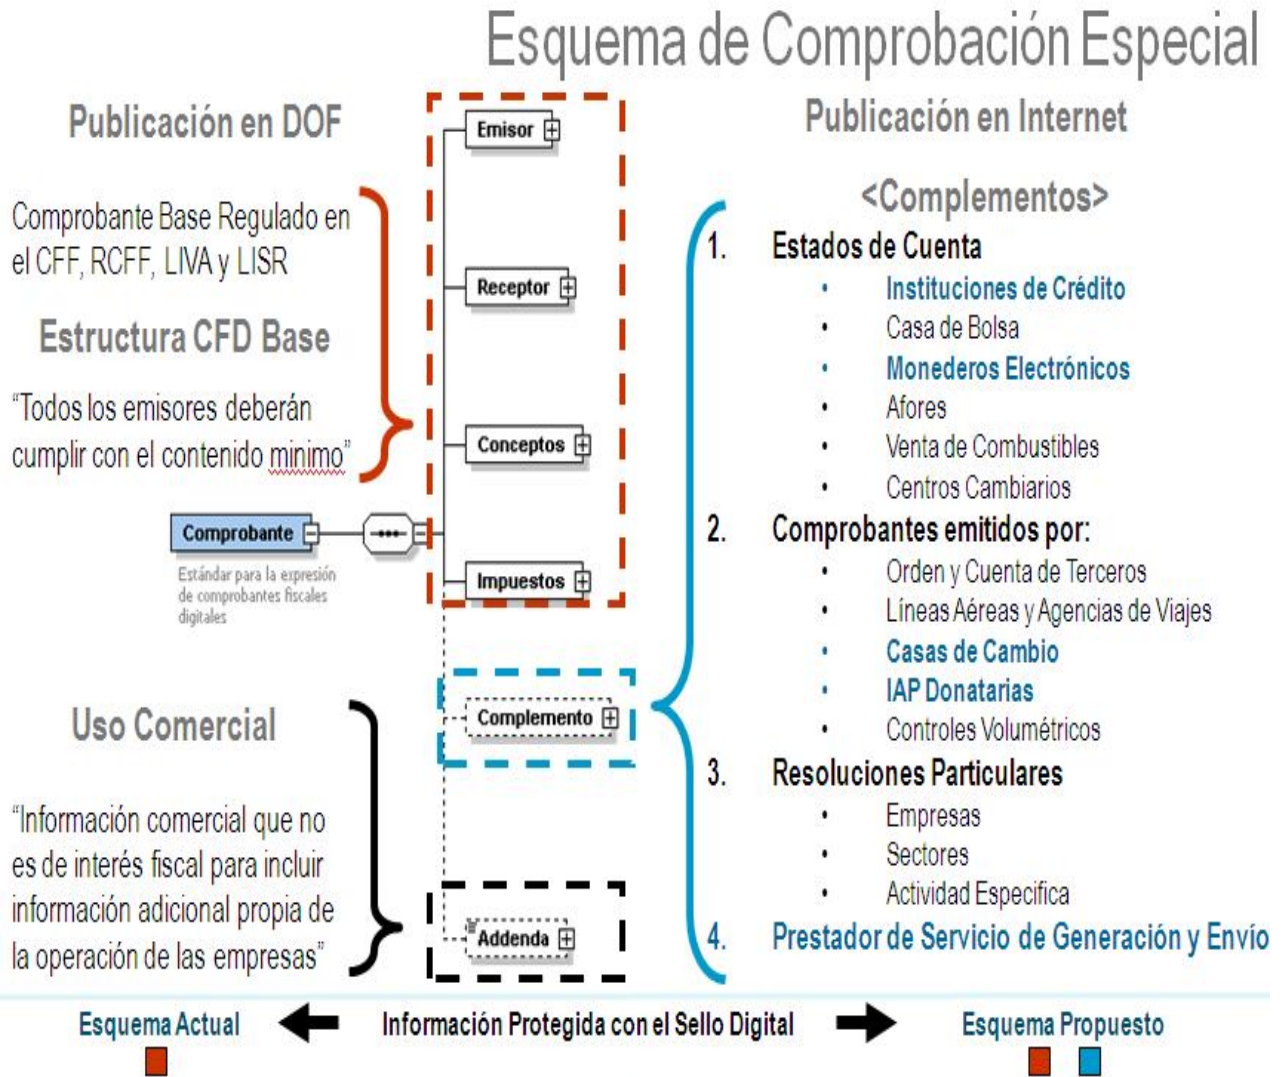 Esquema de Comprobación Especial
Publicación en DOF
Comprobante Base Regulado en
el CFF, RCFF, LIVA y LISR
Estructura CFD Base
“Todos los emisores deberán
cumplir con el contenido minimo”
Comprobante
Estándar para la expresión
de comprobantes fiscales
digitales
Uso Comercial
“Información comercial que no
es de interés fiscal para incluir
información adicional propia de
la operación de las empresas”
Emisor
Receptor
Conceptos
Impuestos
Complemento
Addenda
Publicación en Internet
<Complementos>
1. Estados de Cuenta
• Instituciones de Crédito
• Casa de Bolsa
• Monederos Electrónicos
• Afores
• Venta de Combustibles
• Centros Cambiarios
2. Comprobantes emitidos por:
• Orden y Cuenta de Terceros
• Líneas Aéreas y Agencias de Viajes
• Casas de Cambio
• IAP Donatarias
• Controles Volumétricos
3. Resoluciones Particulares
• Empresas
• Sectores
• Actividad Especifica
4. Prestador de Servicio de Generación y Envío
Esquema Actual
Información Protegida con el Sello Digital
Esquema Propuesto